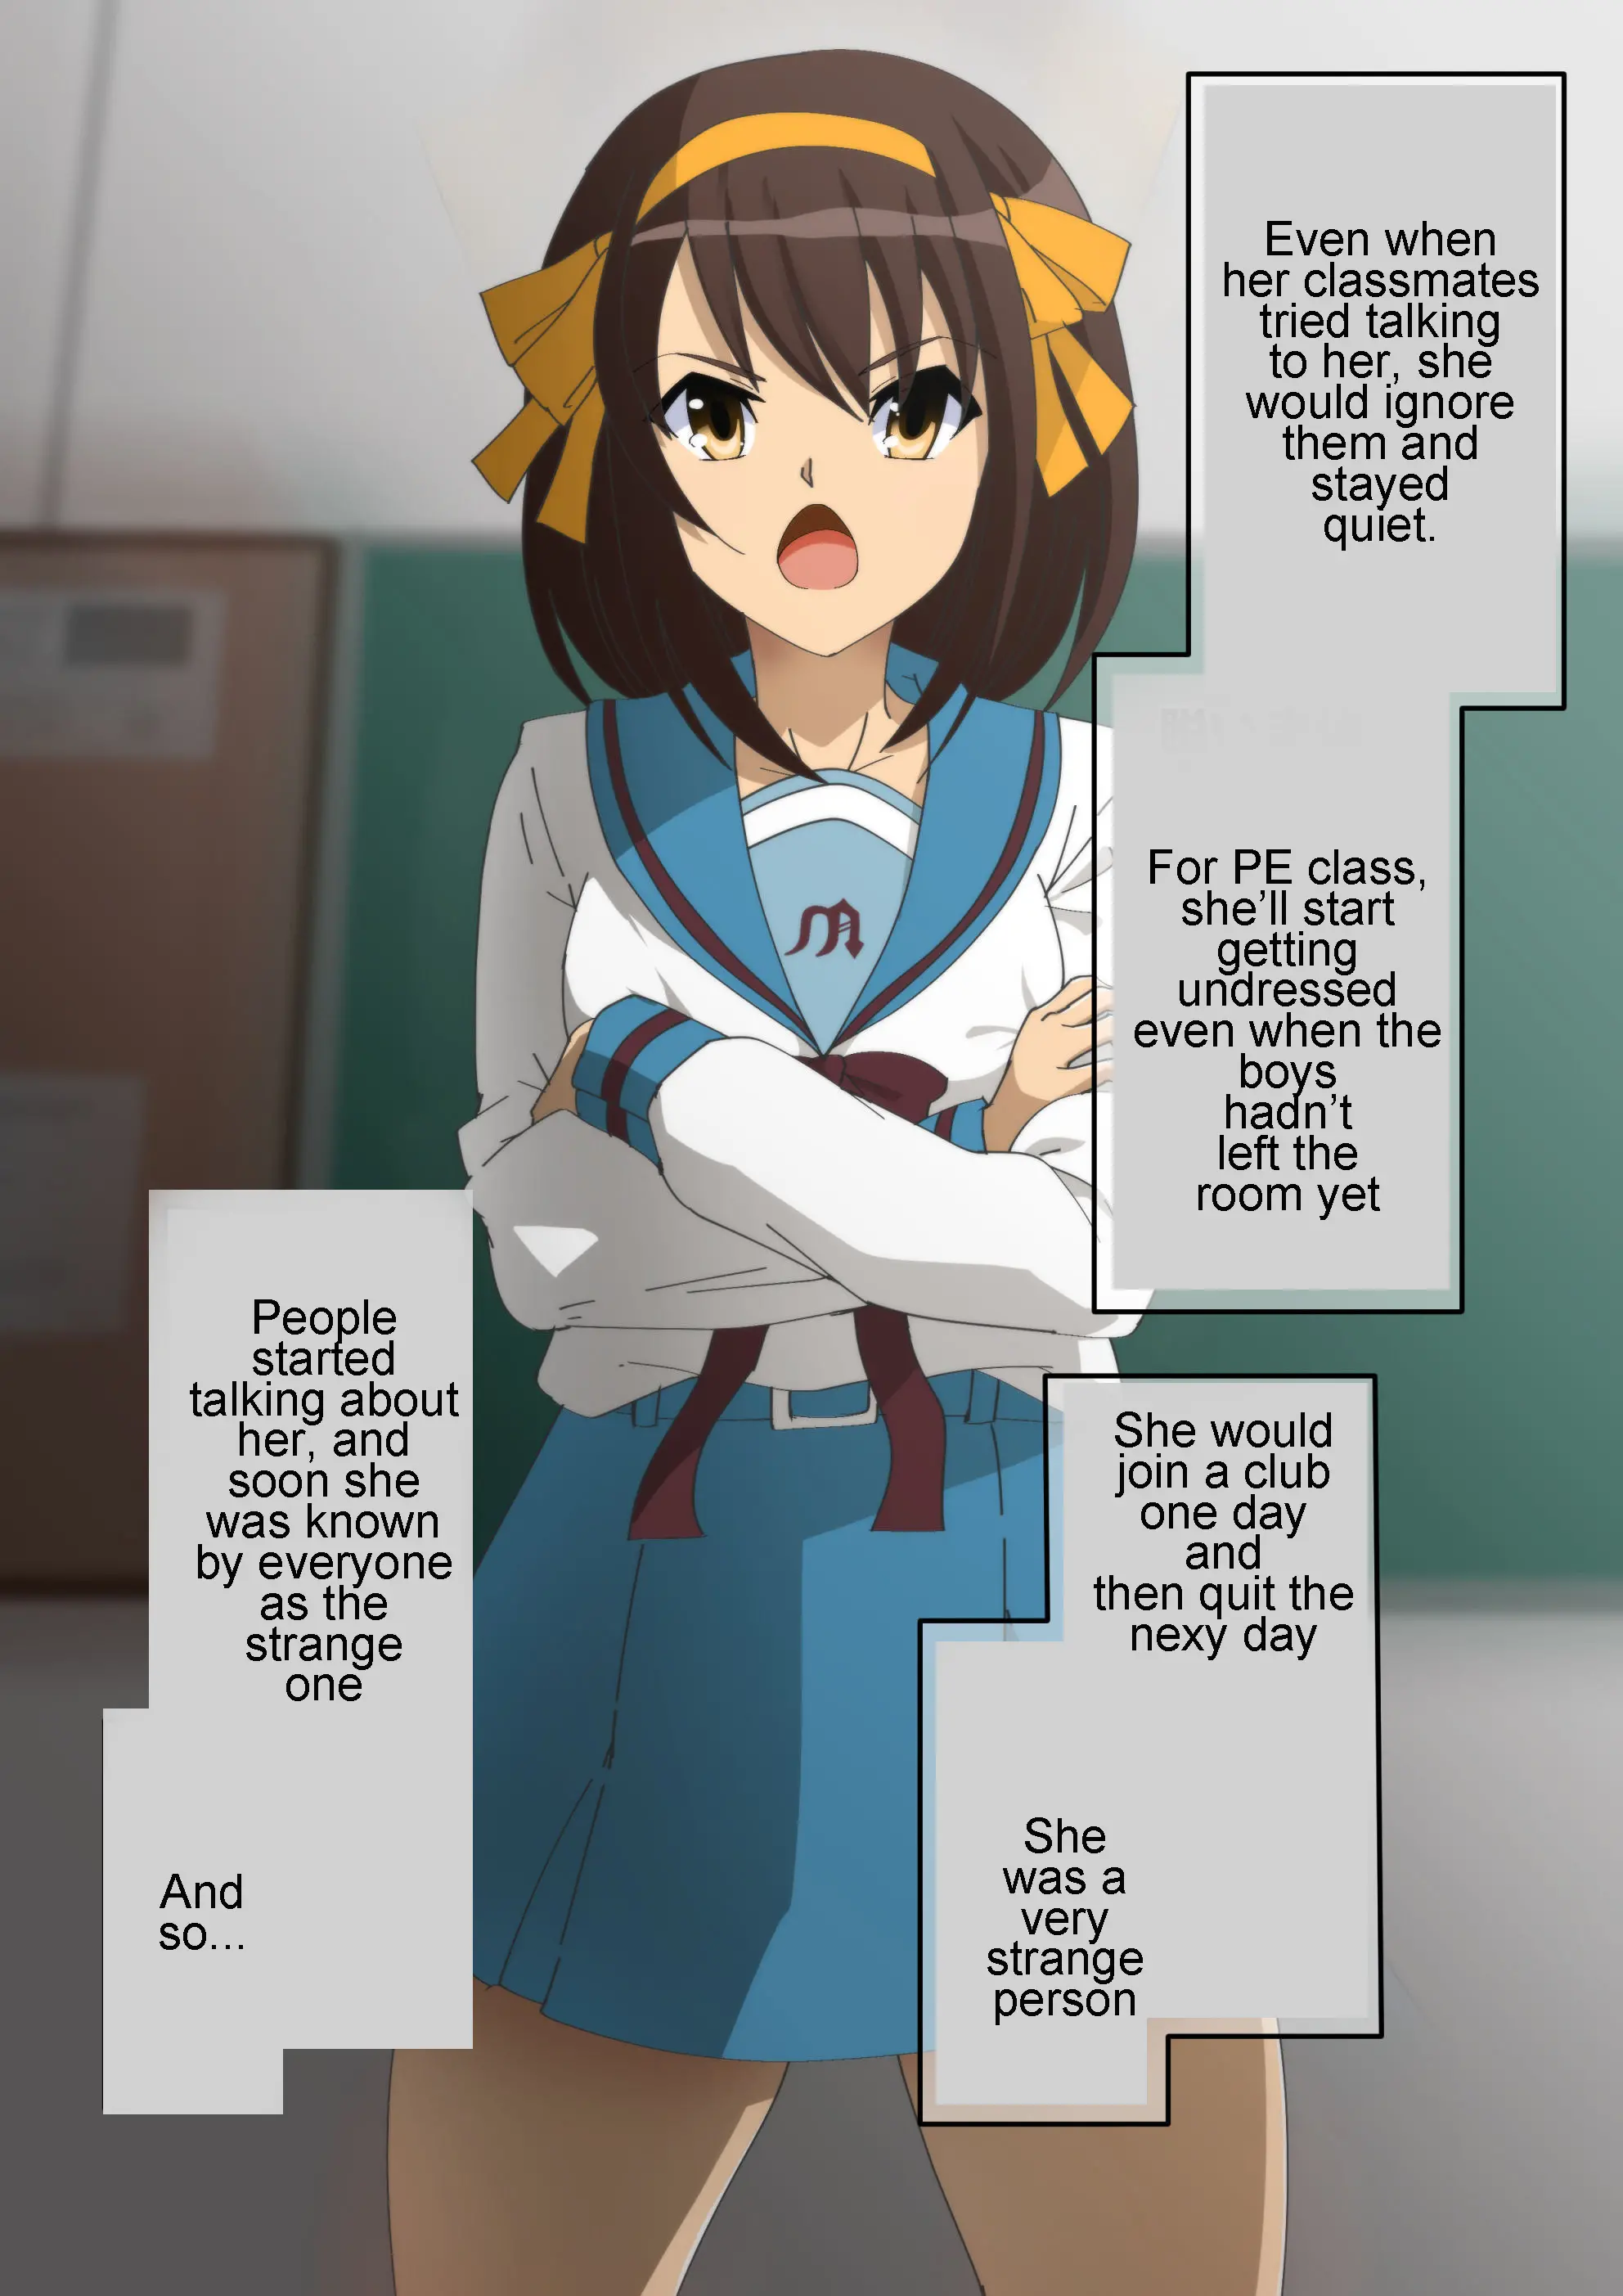 Even when
her classmates
tried talking
to her, she
would ignore
them and
stayed
quiet.
For PE class,
she'll start
getting
undressed
even when the
boys
hadn't
left the
room yet
She would
join a club
one day
and
then quit the
nexy day
She
was a
very
strange
person
People
started
talking about
her, and
soon she
was known
by everyone
as the
strange
one
And
so...